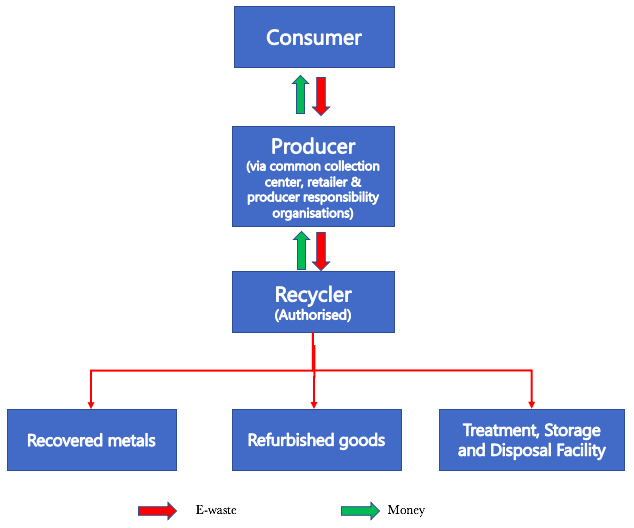 Consumer
Producer
(via common collection
center, retailer &
producer responsibility
organisations)
Recycler
(Authorised)
Recovered metals
Refurbished goods
Treatment, Storage
and Disposal Facility
E-waste
Money